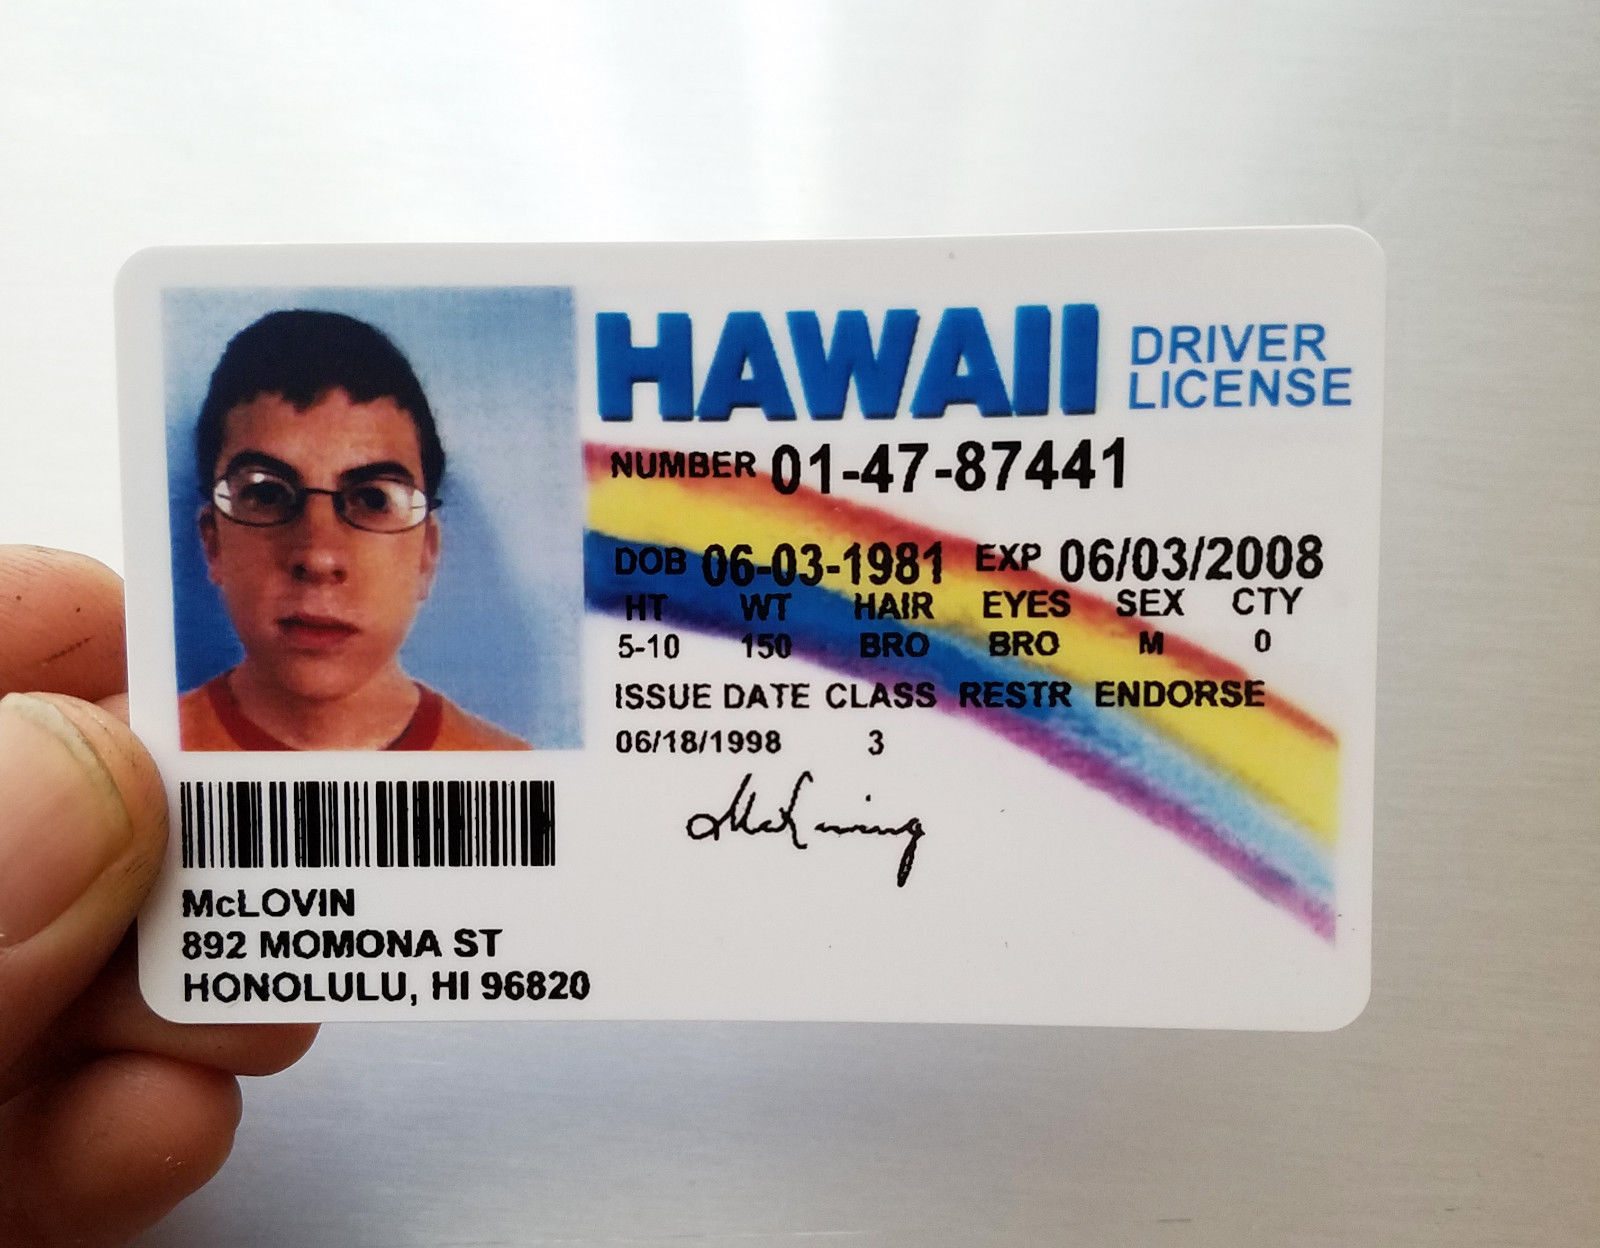 HAWAII DRIVER LICENSE
NUMBER 01-47-87441
DOB 06-03-1981 EXP 06/03/2008
HT WT HAIR EYES SEX CTY
5-10 150 BRO BRO M 0
ISSUE DATE CLASS RESTR ENDORSE
06/18/1998 3
McLOVIN
892 MOMONA ST
HONOLULU, HI 96820